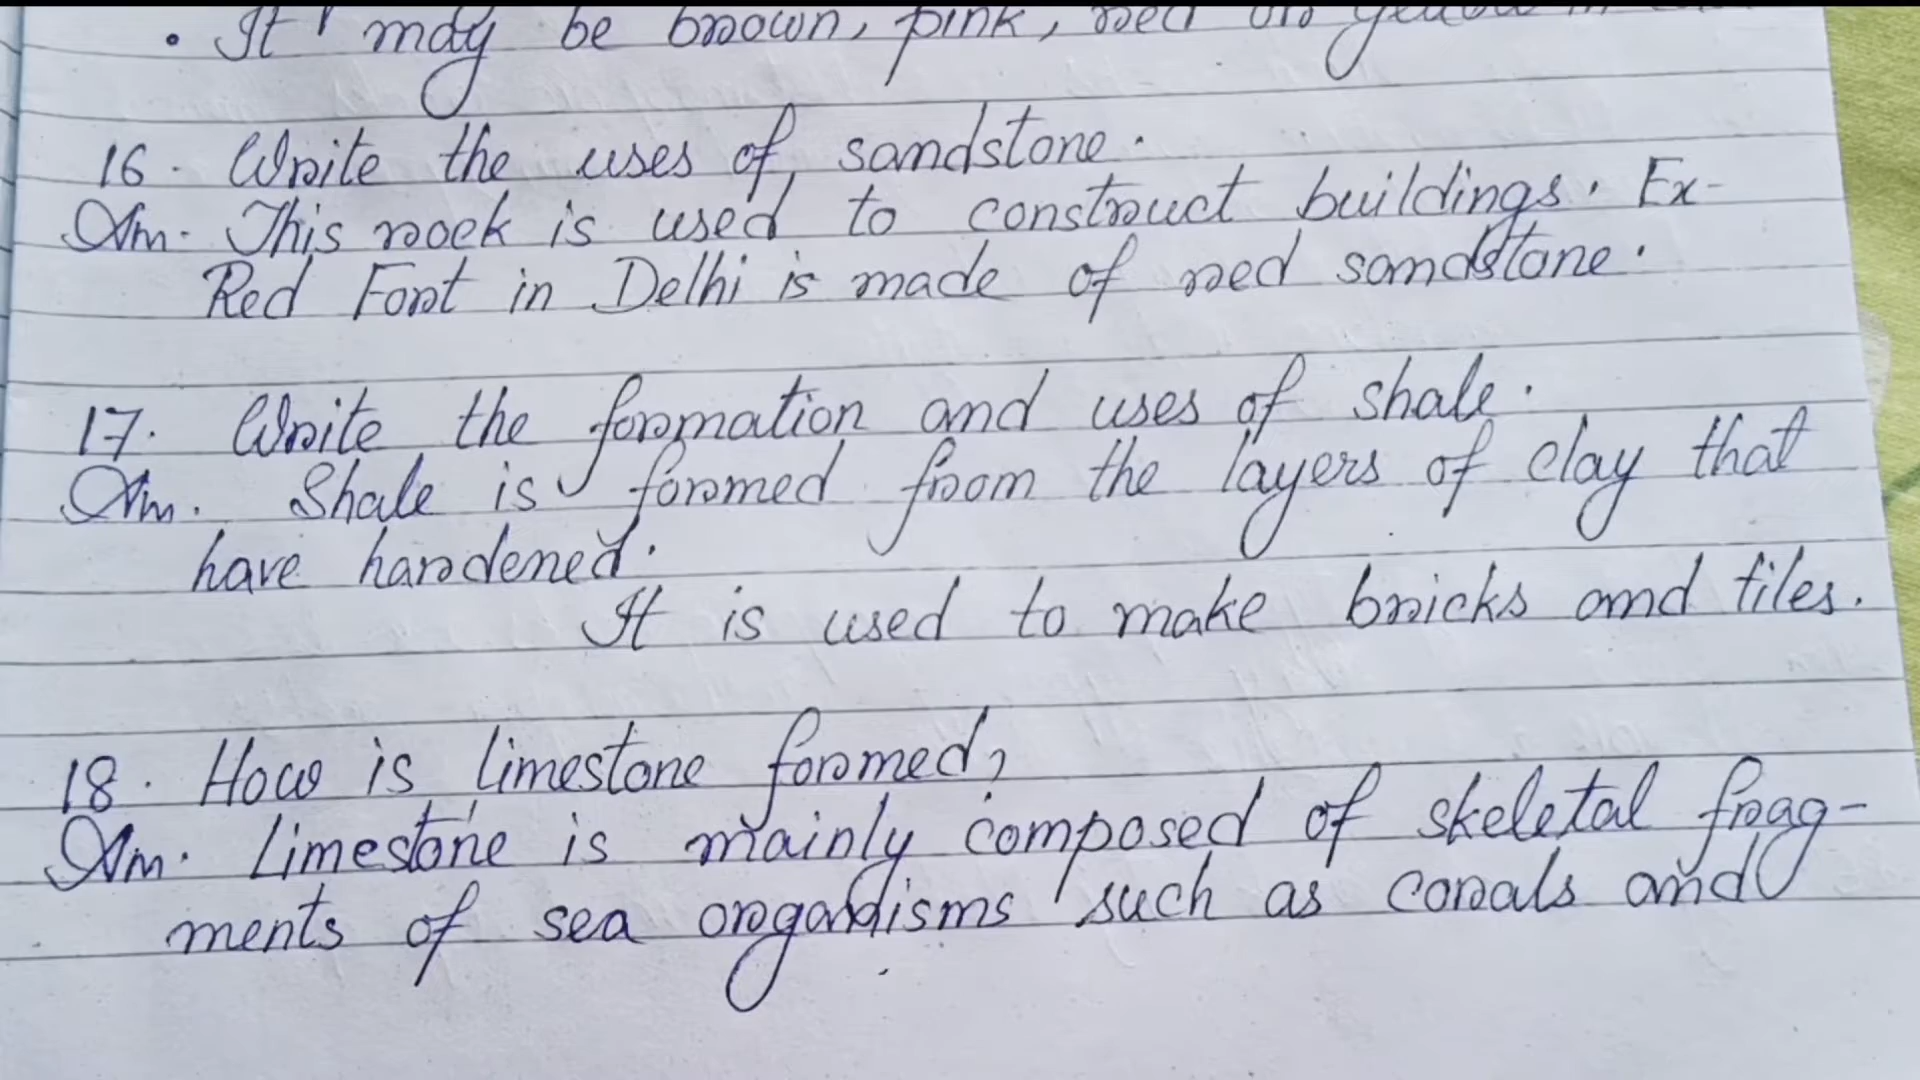 • It may be brown, pink, red or yellow in
16. Write the uses of sandstone.
Ans. This rock is used to construct buildings. Ex-
Red Fort in Delhi is made of red sandstone.
17. Write the formation and uses of shale.
Ans. Shale is formed from the layers of clay that
have hardened.
It is used to make bricks and tiles.
18. How is limestone formed?
Ans. Limestone is mainly composed of skeletal frag-
ments of sea organisms such as corals and